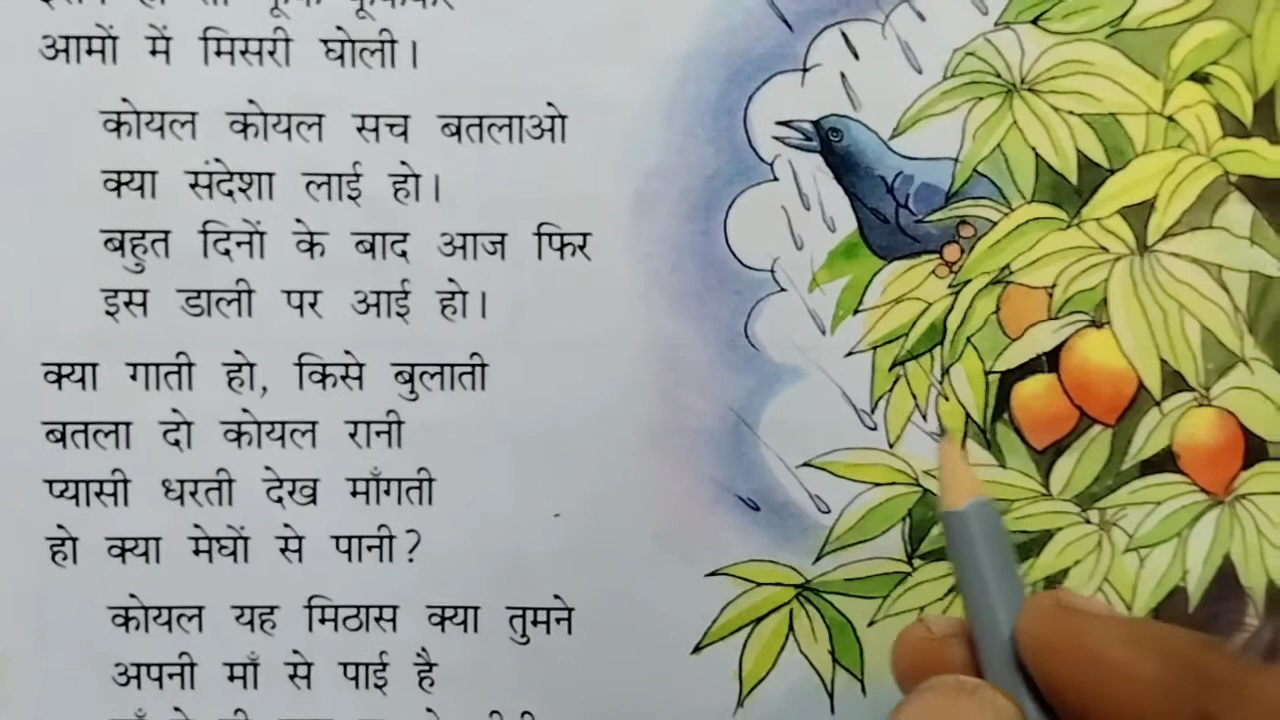 आमों में मिसरी घोली।
कोयल कोयल सच बतलाओ
क्या संदेशा लाई हो।
बहुत दिनों के बाद आज फिर
इस डाली पर आई हो।
क्या गाती हो, किसे बुलाती
बतला दो कोयल रानी
प्यासी धरती देख माँगती
हो क्या मेघों से पानी?
कोयल यह मिठास क्या तुमने
अपनी माँ से पाई है